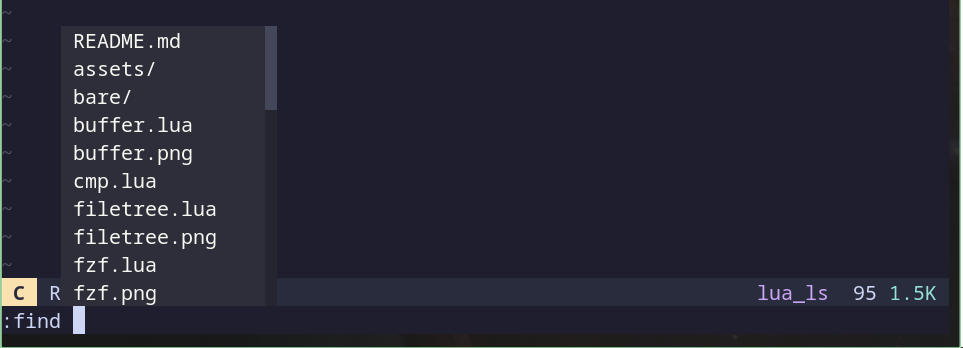 ~
~ README.md
~ assets/
~ bare/
~ buffer.lua
~ buffer.png
~ cmp.lua
~ filetree.lua
~ filetree.png
~ fzf.lua
C R fzf.png lua_ls 95 1.5K
:find